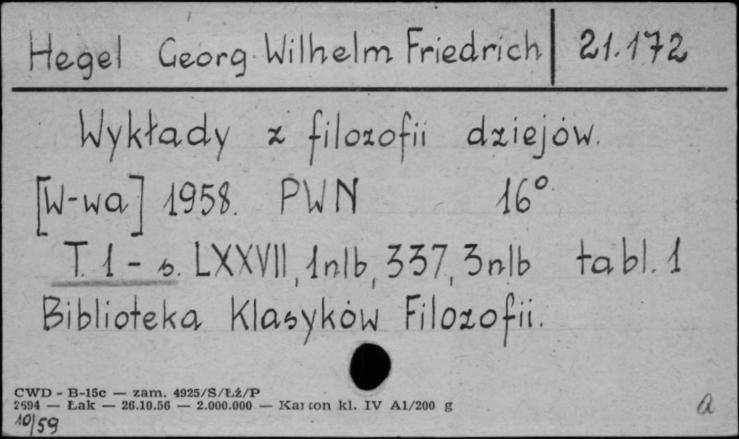 Hegel Georg Wilhelm Friedrich 21.172
Wykłady z filozofii dziejów.
[W-wa] 1958. PWN 16°
T. 1 - s. LXXVII, 1nlb, 337, 3nlb tabl. 1
Biblioteka Klasyków Filozofii.
CWD - B-15c — zam. 4925/S/Łż/P
2694 — Łak — 26.10.56 — 2.000.000 — Karton kl. IV A1/200 g
10/59
a